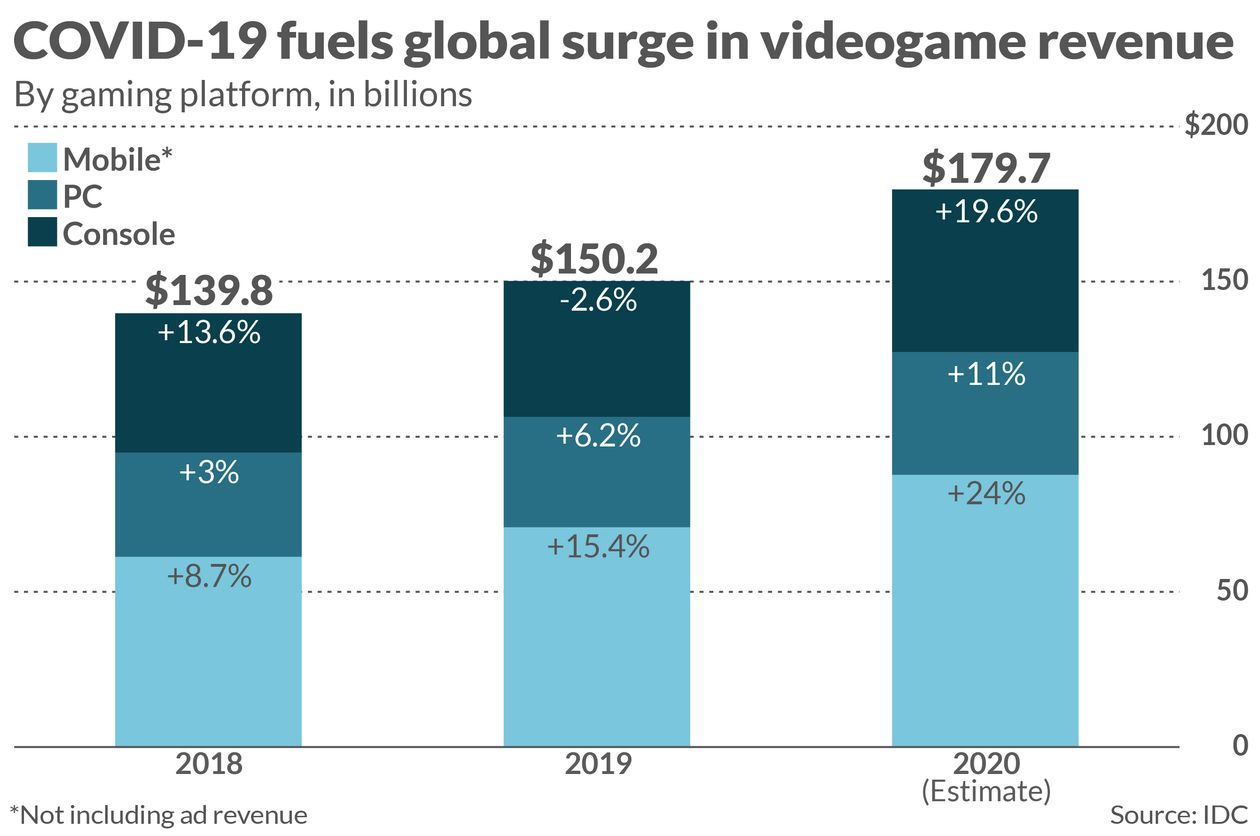 COVID-19 fuels global surge in videogame revenue
By gaming platform, in billions
$200
Mobile*
PC
Console
$179.7
+19.6%
$150.2
-2.6%
150
$139.8
+13.6%
+11%
+6.2%
100
+3%
+24%
+15.4%
+8.7%
50
0
2018
2019
2020
(Estimate)
*Not including ad revenue
Source: IDC